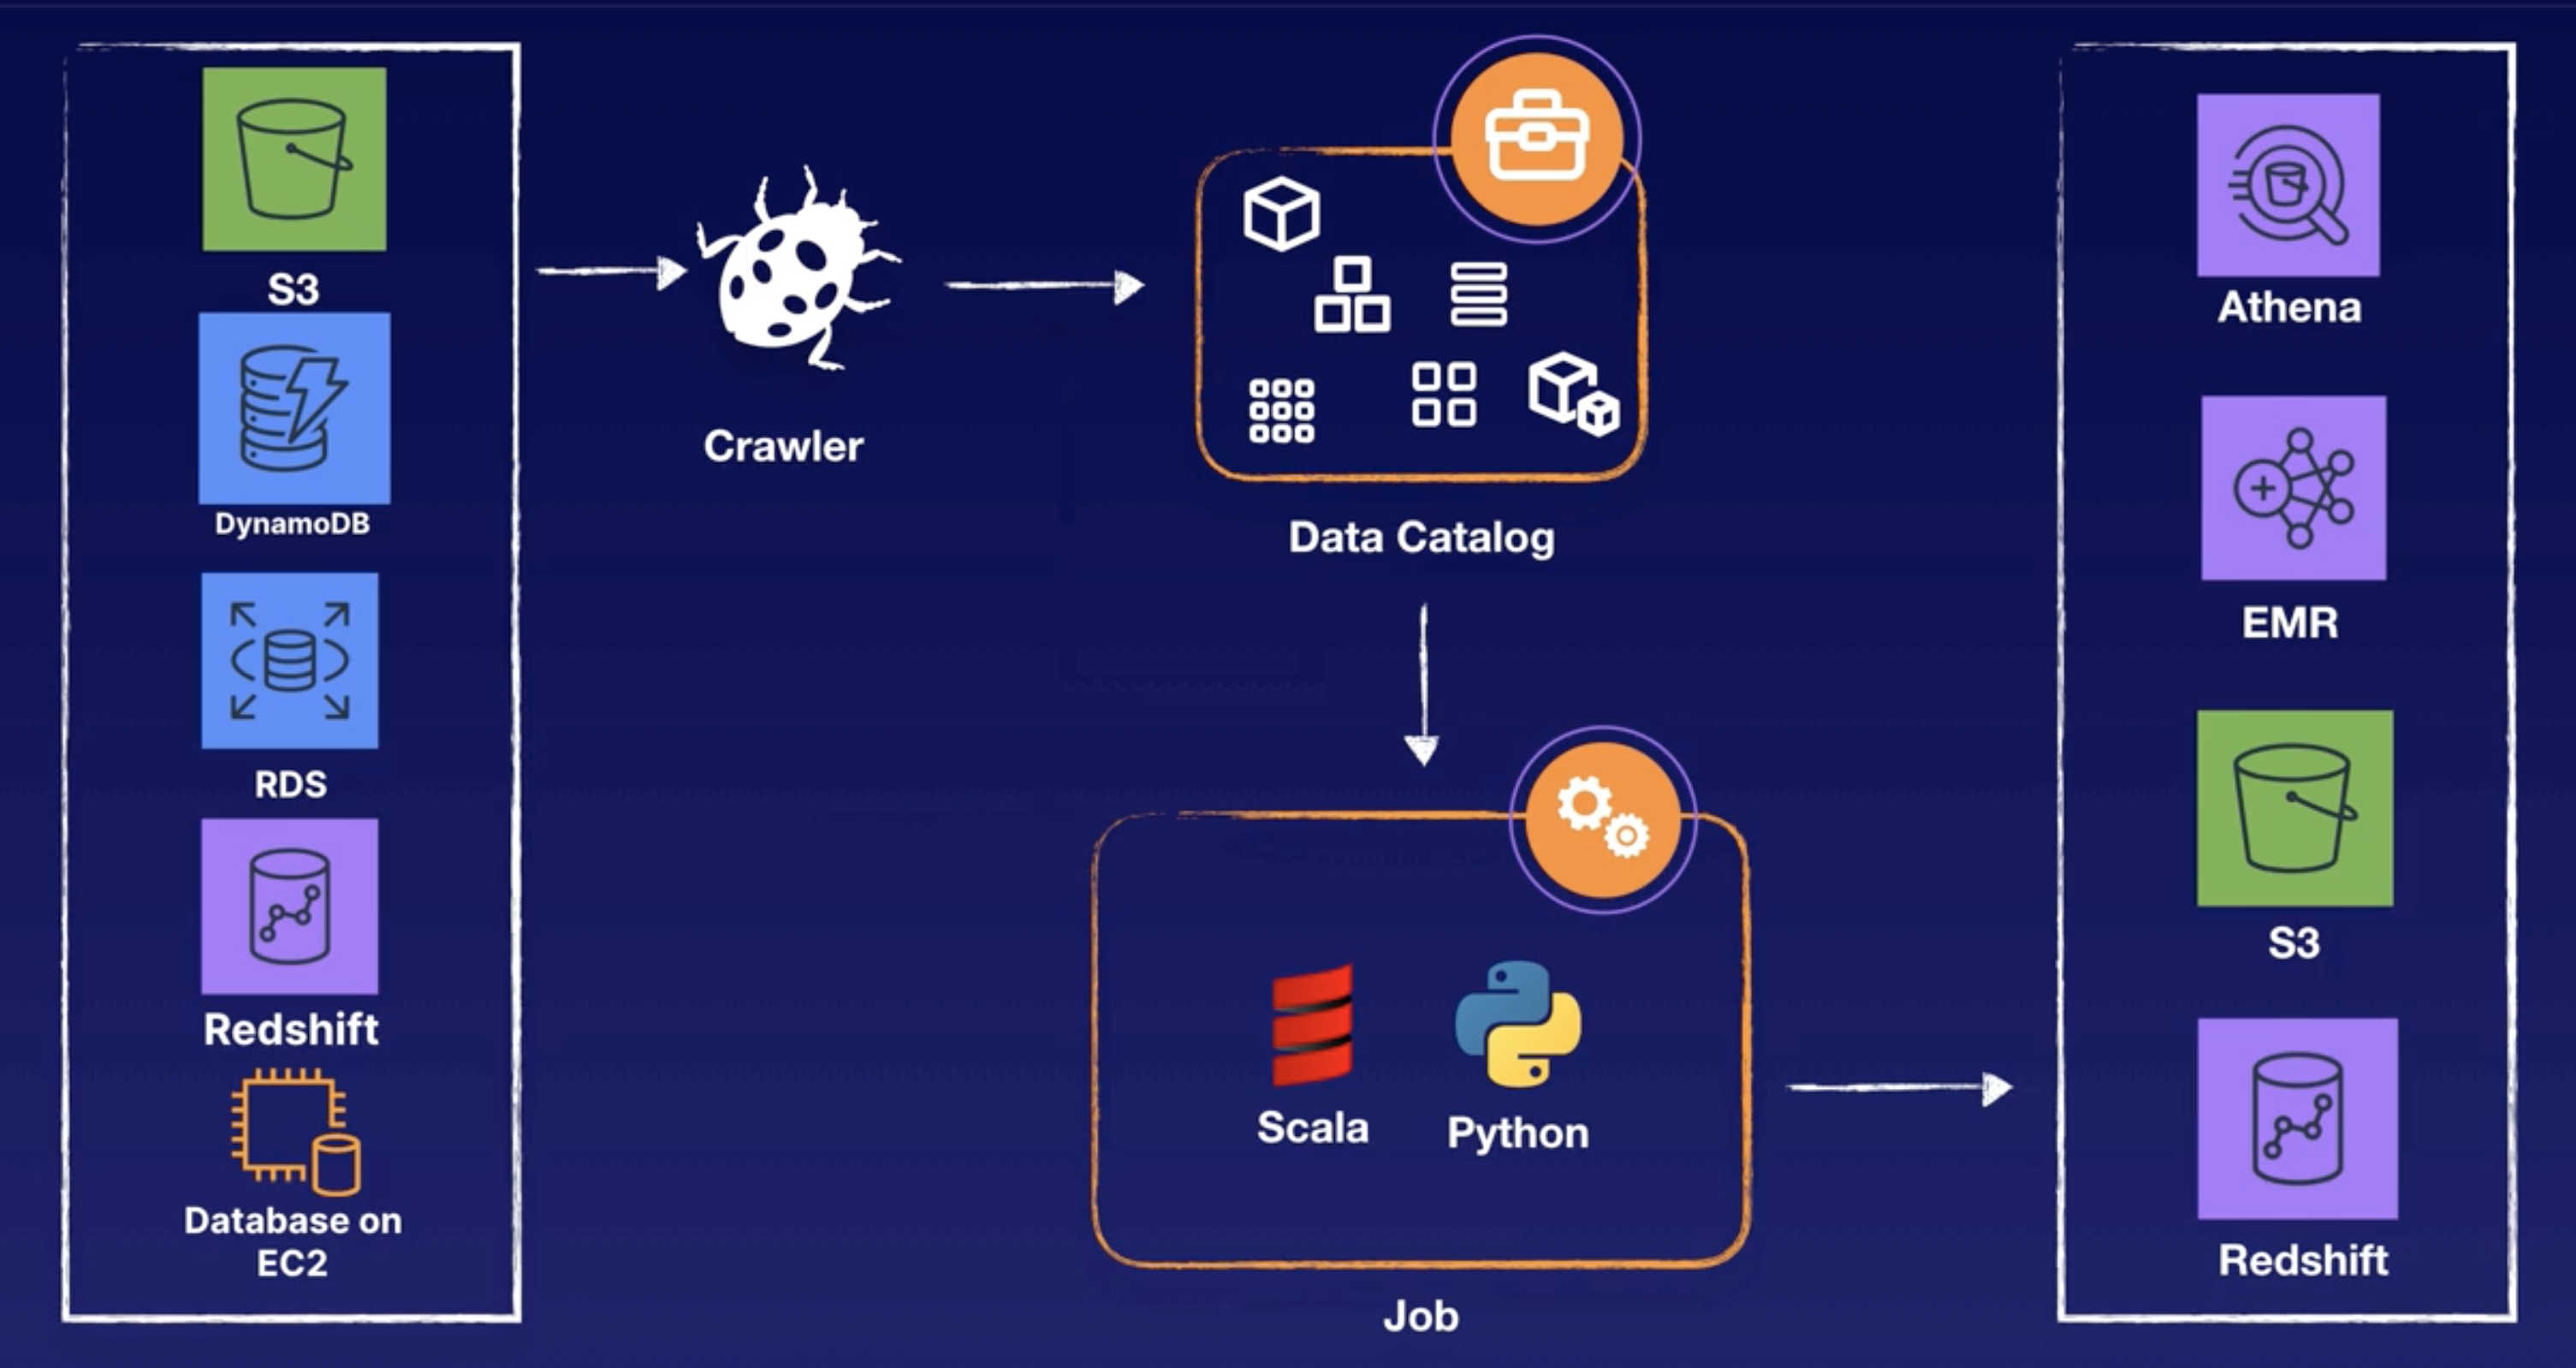 S3
DynamoDB
RDS
Redshift
Database on
EC2
Crawler
Data Catalog
Scala
Python
Job
Athena
EMR
S3
Redshift